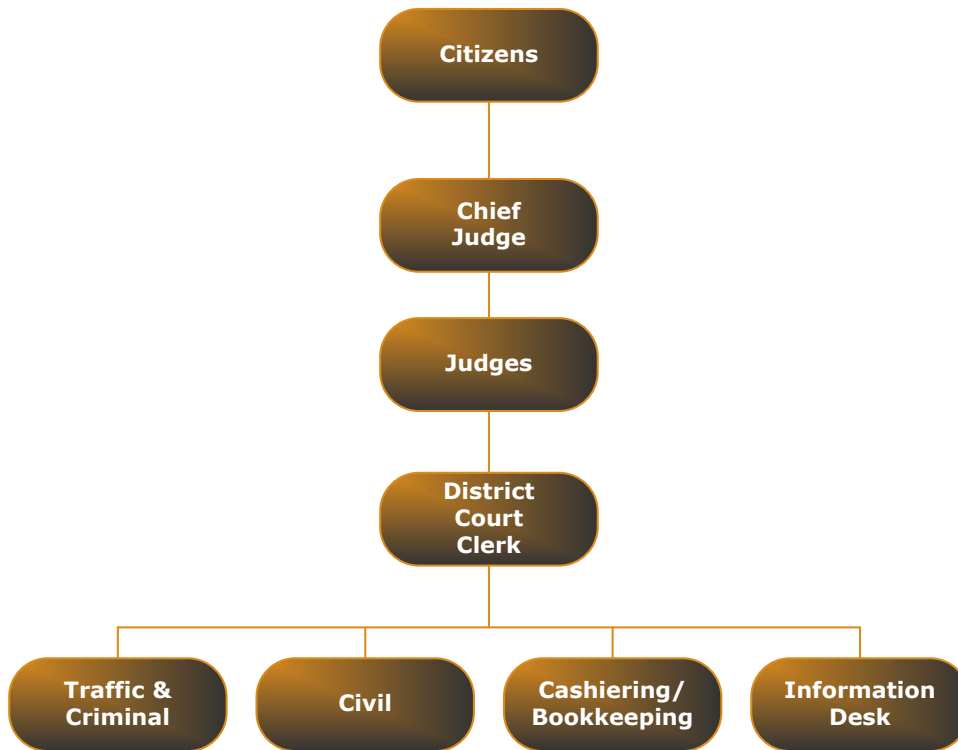 Citizens
Chief
Judge
Judges
District
Court
Clerk
Traffic &
Criminal
Civil
Cashiering/
Bookkeeping
Information
Desk